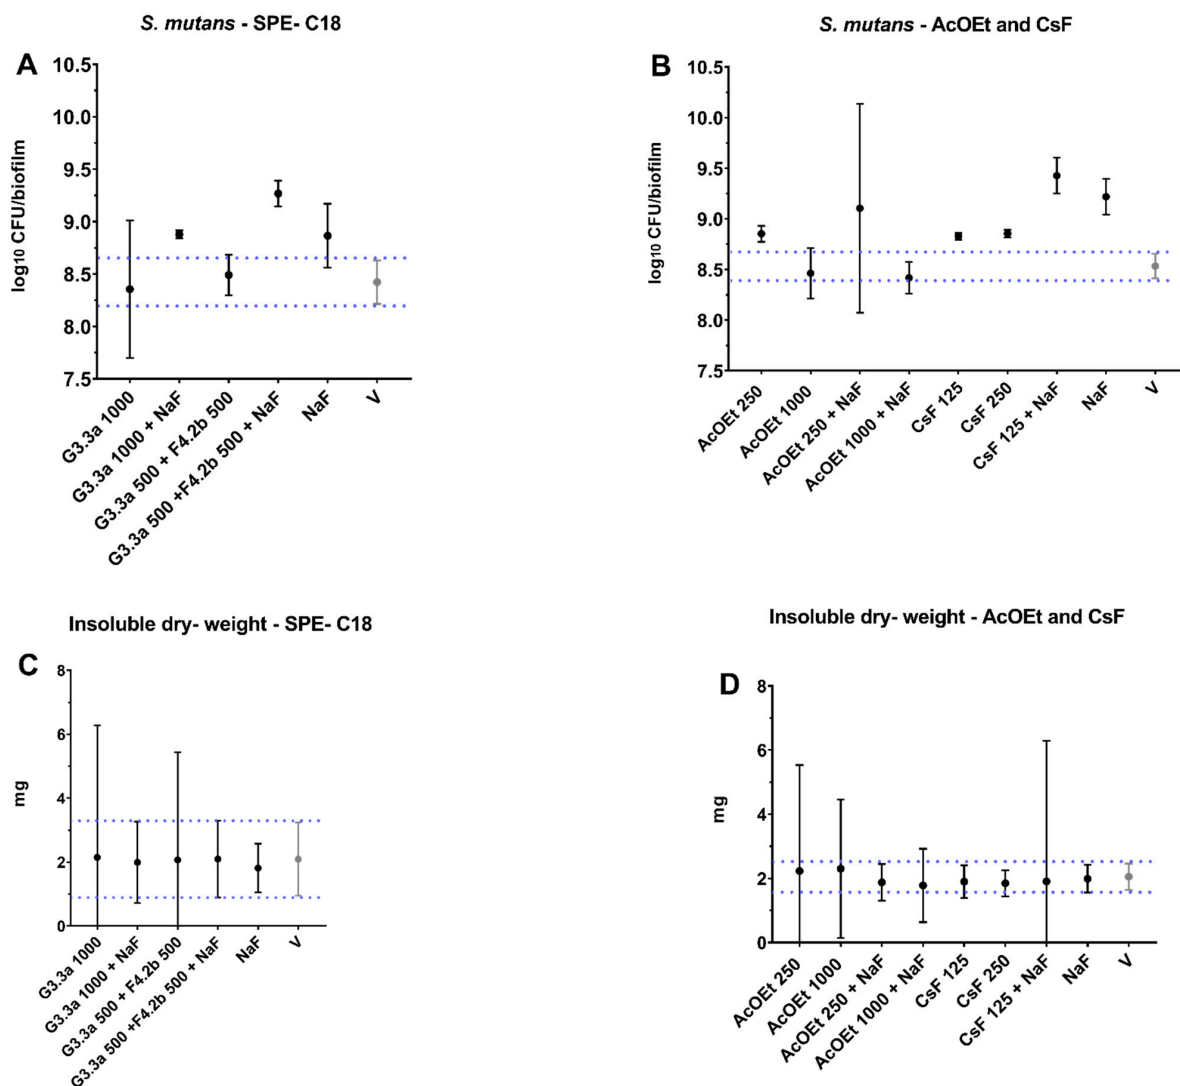 S. mutans - SPE- C18
A
10.5
10.0
9.5
9.0
8.5
8.0
7.5
log10 CFU/biofilm
G3.3a 1000
G3.3a 1000 + NaF
G3.3a 500 + F4.2b 500
G3.3a 500 +F4.2b 500 + NaF
NaF
V
S. mutans - AcOEt and CsF
B
10.5
10.0
9.5
9.0
8.5
8.0
7.5
log10 CFU/biofilm
AcOEt 250
AcOEt 1000
AcOEt 250 + NaF
AcOEt 1000 + NaF
CsF 125
CsF 250
CsF 125 + NaF
NaF
V
Insoluble dry- weight - SPE- C18
C
8
6
4
2
0
mg
G3.3a 1000
G3.3a 1000 + NaF
G3.3a 500 + F4.2b 500
G3.3a 500 +F4.2b 500 + NaF
NaF
V
Insoluble dry- weight - AcOEt and CsF
D
8
6
4
2
0
mg
AcOEt 250
AcOEt 1000
AcOEt 250 + NaF
AcOEt 1000 + NaF
CsF 125
CsF 250
CsF 125 + NaF
NaF
V